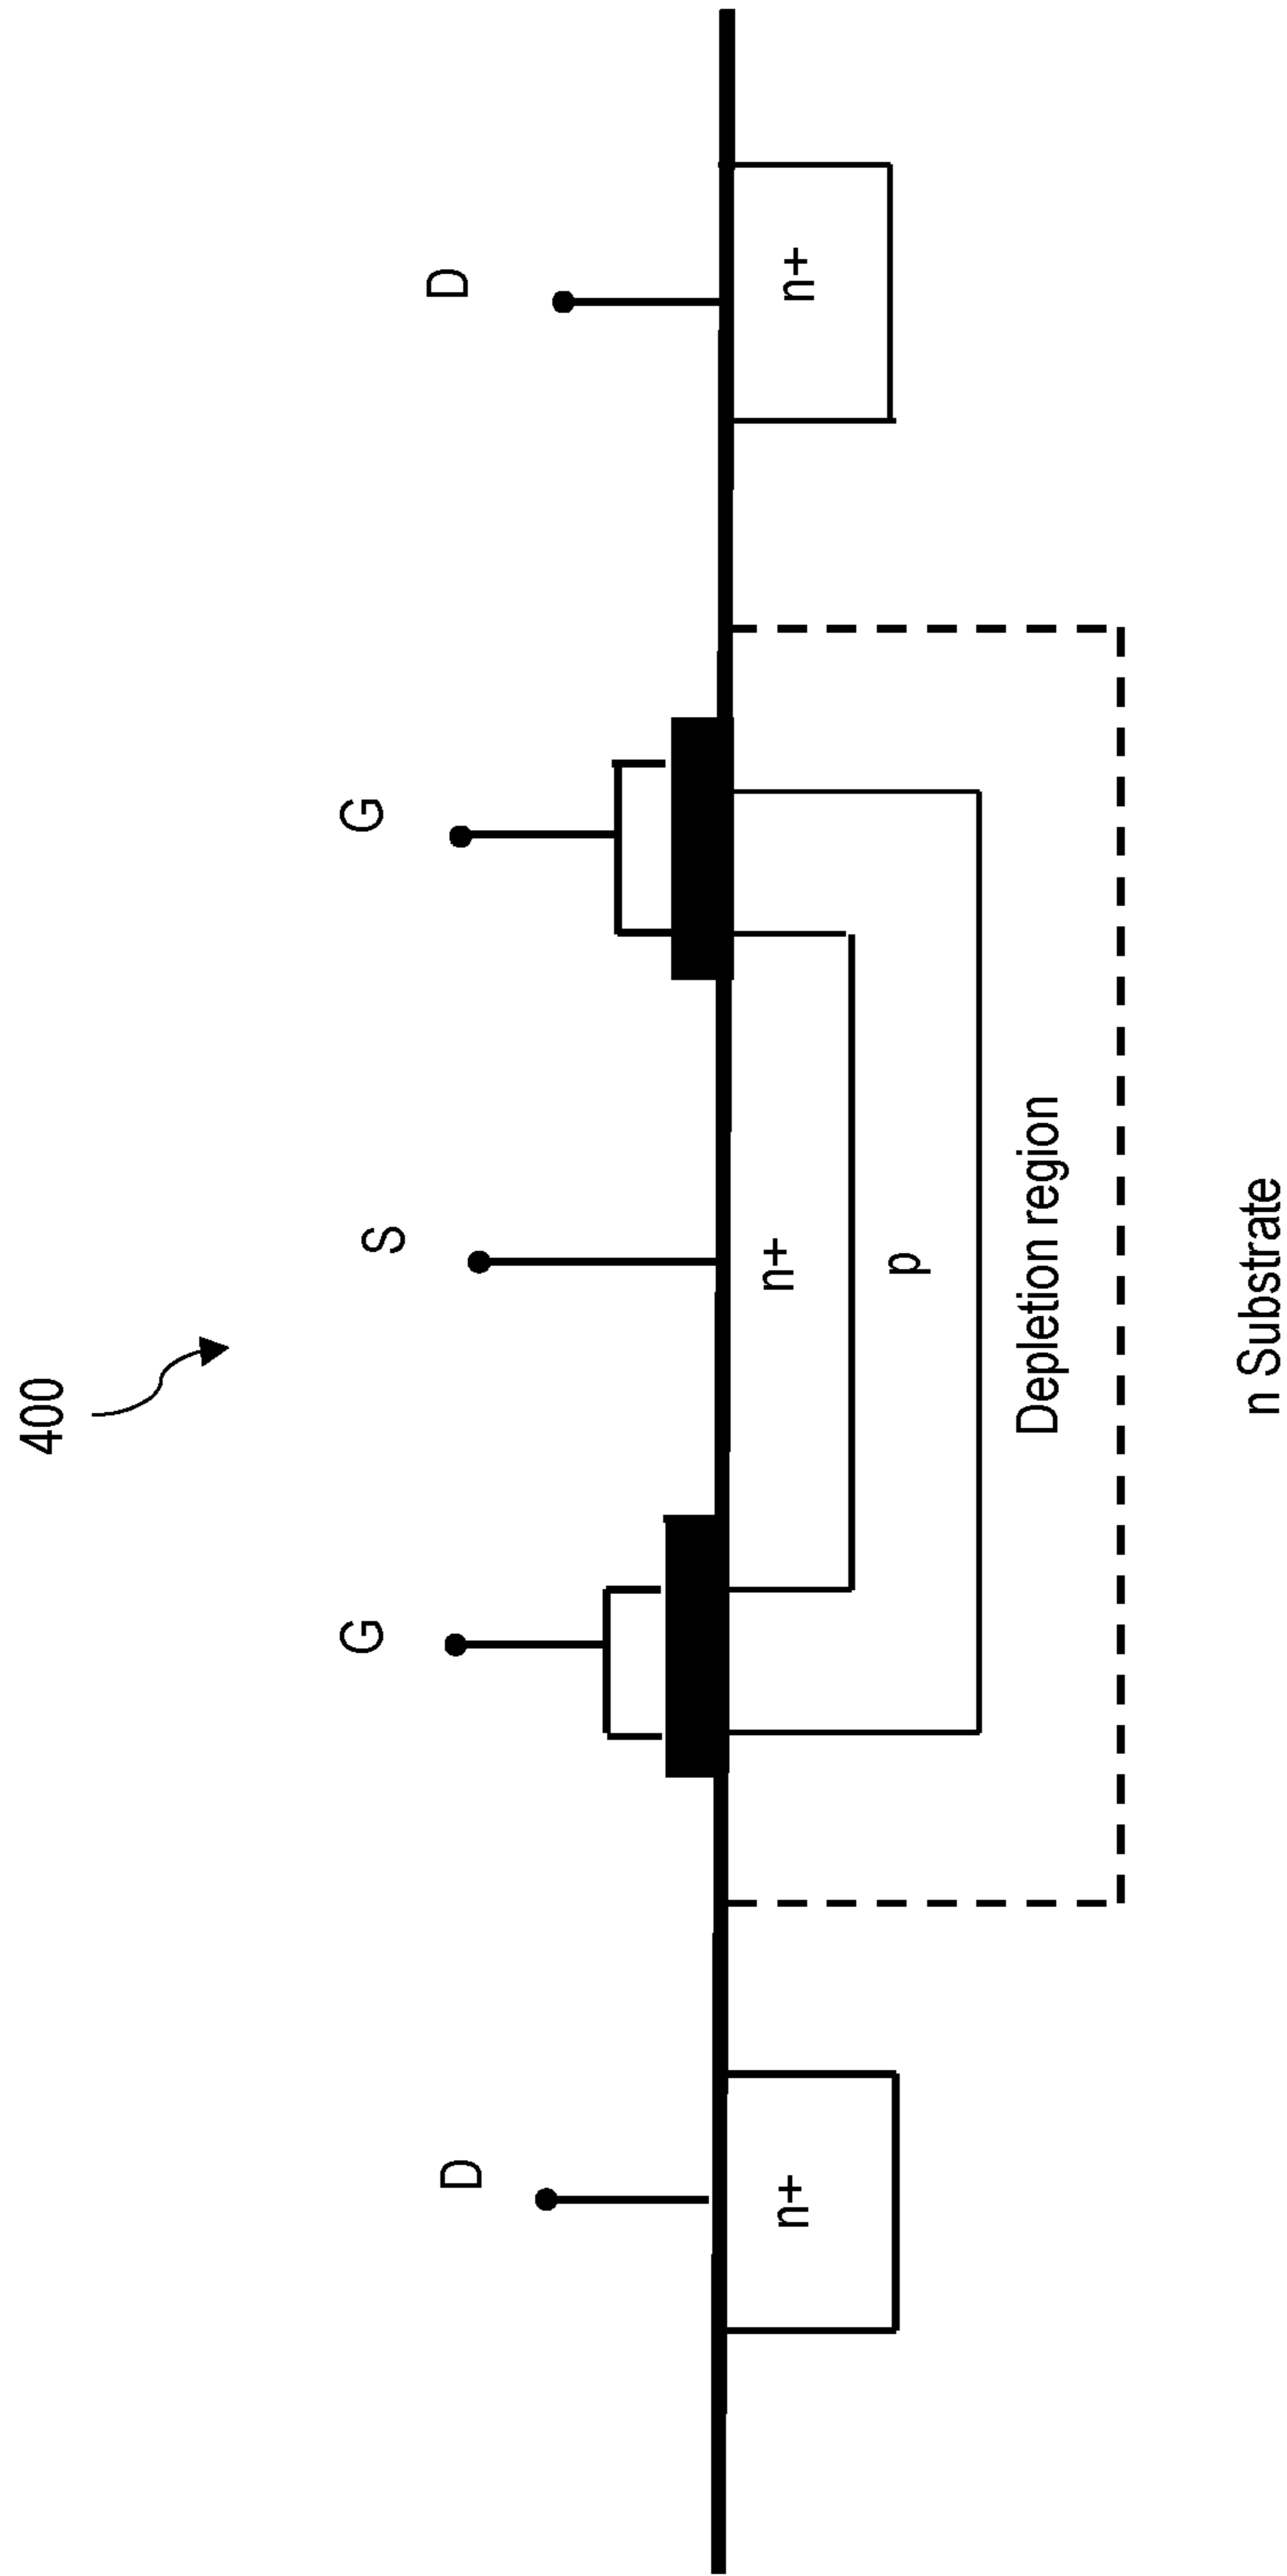 400
D
G
S
G
D
n+
n+
n+
p
Depletion region
n Substrate